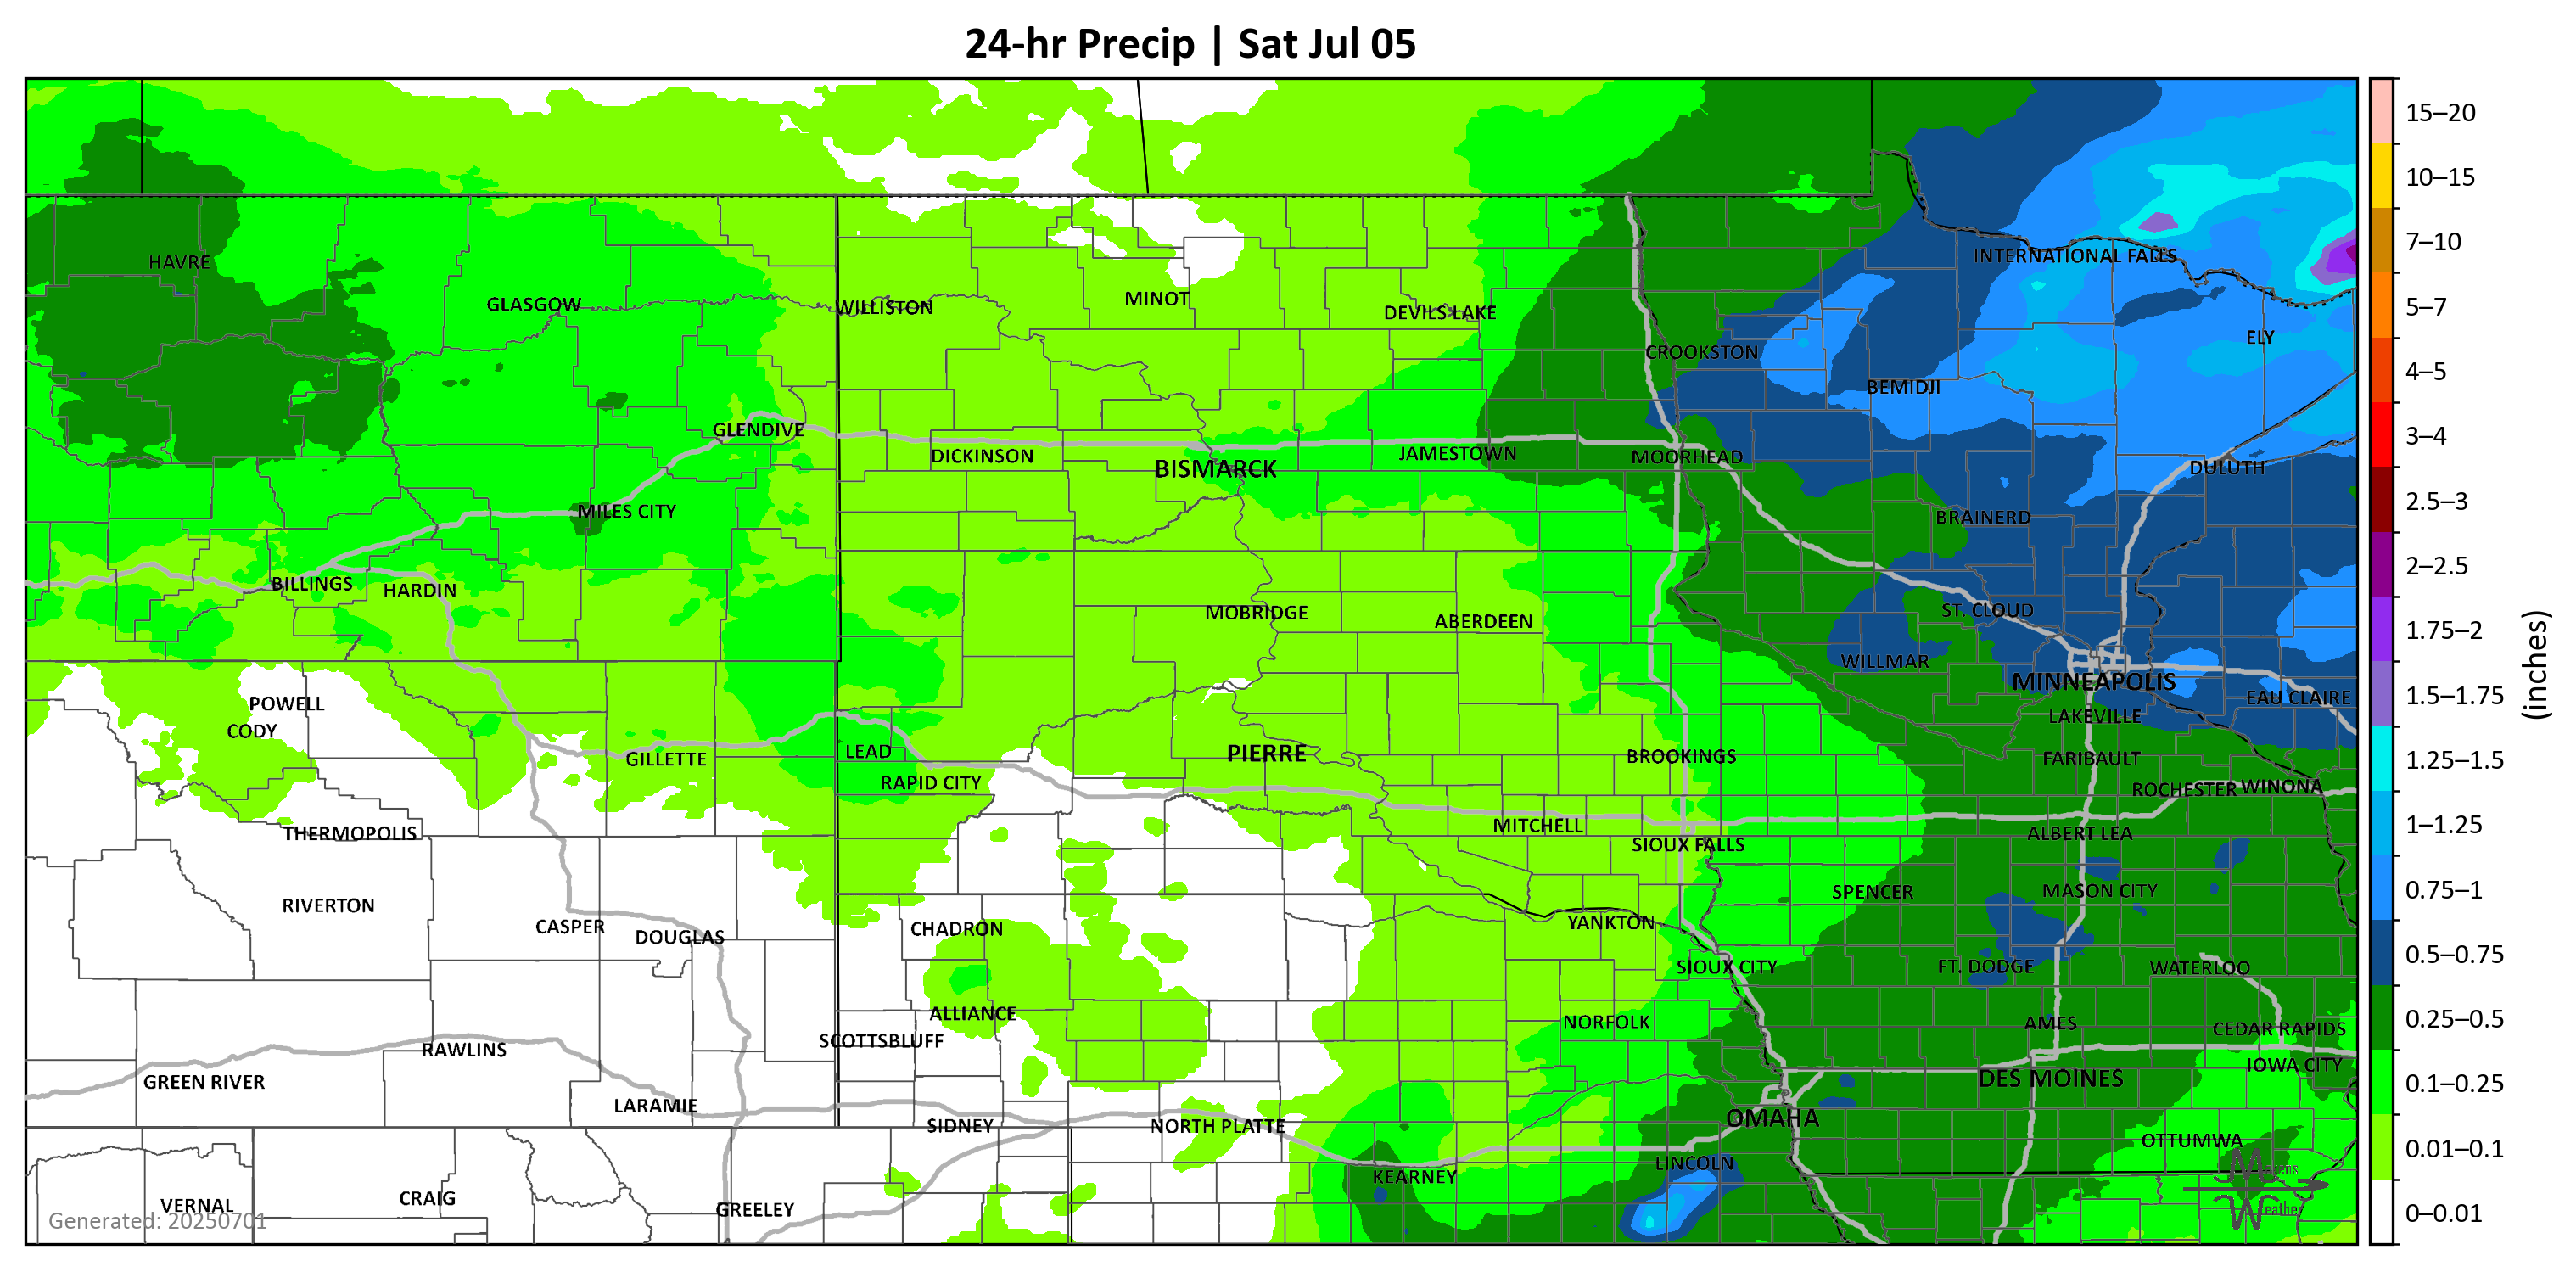 24-hr Precip | Sat Jul 05
15–20
10–15
7–10
5–7
4–5
3–4
2.5–3
2–2.5
1.75–2
1.5–1.75
1.25–1.5
1–1.25
0.75–1
0.5–0.75
0.25–0.5
0.1–0.25
0.01–0.1
0–0.01
(inches)
HAVRE
INTERNATIONAL FALLS
GLASGOW
WILLISTON
MINOT
DEVILS LAKE
ELY
CROOKSTON
BEMIDJI
GLENDIVE
DICKINSON
BISMARCK
JAMESTOWN
MOORHEAD
DULUTH
MILES CITY
BRAINERD
BILLINGS
HARDIN
MOBRIDGE
ABERDEEN
ST. CLOUD
WILLMAR
MINNEAPOLIS
EAU CLAIRE
POWELL
CODY
LAKEVILLE
GILLETTE
LEAD
PIERRE
BROOKINGS
FARIBAULT
RAPID CITY
ROCHESTER
WINONA
THERMOPOLIS
MITCHELL
ALBERT LEA
SIOUX FALLS
RIVERTON
SPENCER
MASON CITY
CASPER
DOUGLAS
CHADRON
YANKTON
SIOUX CITY
FT. DODGE
WATERLOO
ALLIANCE
NORFOLK
AMES
CEDAR RAPIDS
SCOTTSBLUFF
RAWLINS
IOWA CITY
GREEN RIVER
DES MOINES
LARAMIE
SIDNEY
NORTH PLATTE
OMAHA
OTTUMWA
LINCOLN
KEARNEY
VERNAL
CRAIG
GREELEY
Generated: 20250701
Weather